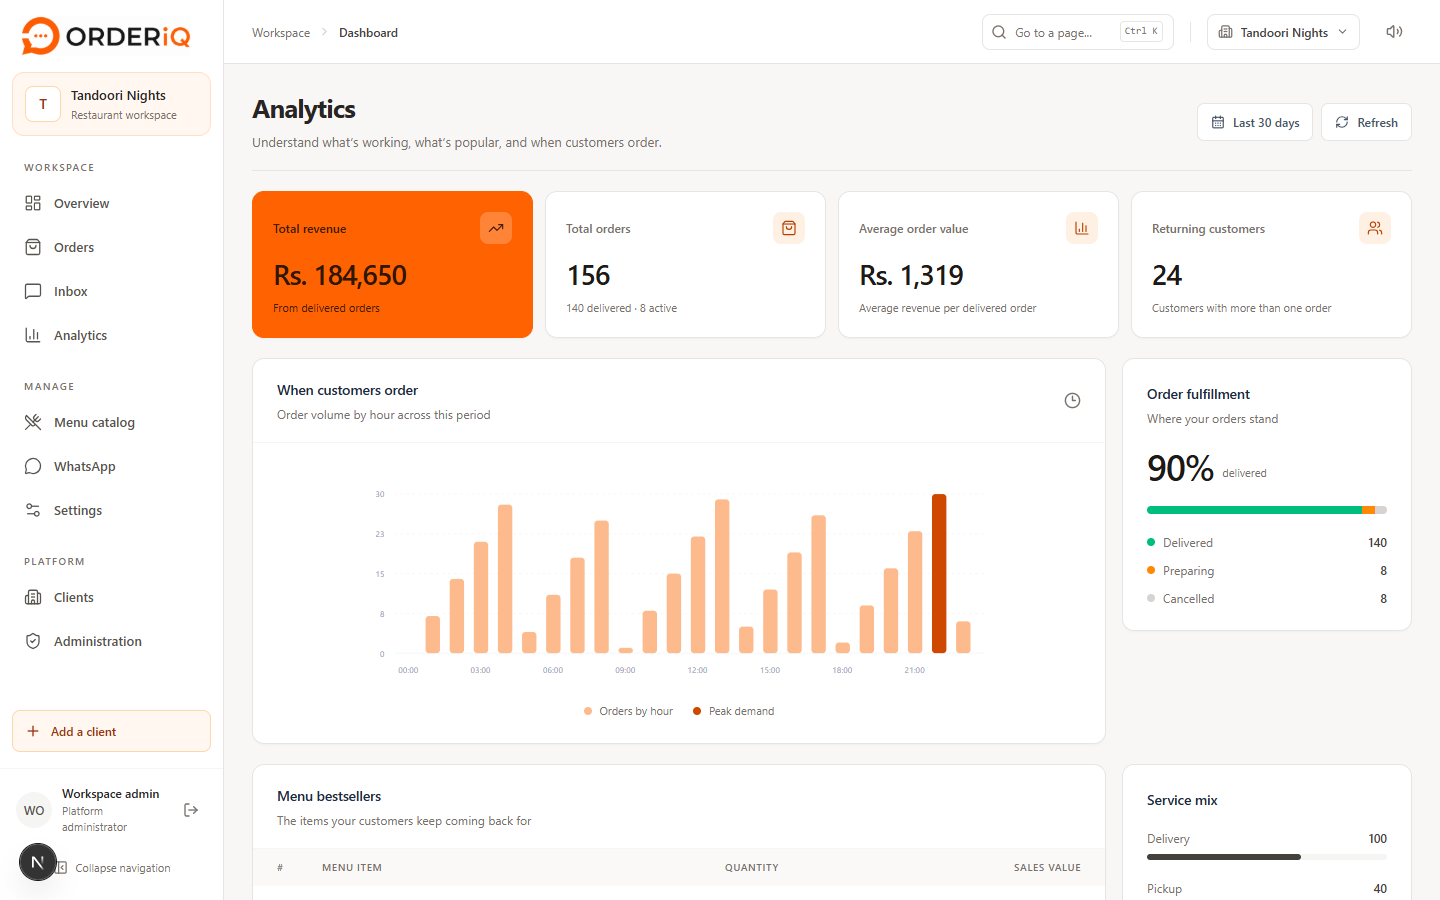 ORDERiQ
Workspace > Dashboard
Go to a page... Ctrl K
Tandoori Nights
T
Tandoori Nights
Restaurant workspace
WORKSPACE
Overview
Orders
Inbox
Analytics
MANAGE
Menu catalog
WhatsApp
Settings
PLATFORM
Clients
Administration
Add a client
WO
Workspace admin
Platform
administrator
N
Collapse navigation
Analytics
Understand what's working, what's popular, and when customers order.
Last 30 days
Refresh
Total revenue
Rs. 184,650
From delivered orders
Total orders
156
140 delivered · 8 active
Average order value
Rs. 1,319
Average revenue per delivered order
Returning customers
24
Customers with more than one order
When customers order
Order volume by hour across this period
30
23
15
8
0
00:00 03:00 06:00 09:00 12:00 15:00 18:00 21:00
Orders by hour Peak demand
Order fulfillment
Where your orders stand
90% delivered
Delivered 140
Preparing 8
Cancelled 8
Menu bestsellers
The items your customers keep coming back for
# MENU ITEM QUANTITY SALES VALUE
Service mix
Delivery 100
Pickup 40